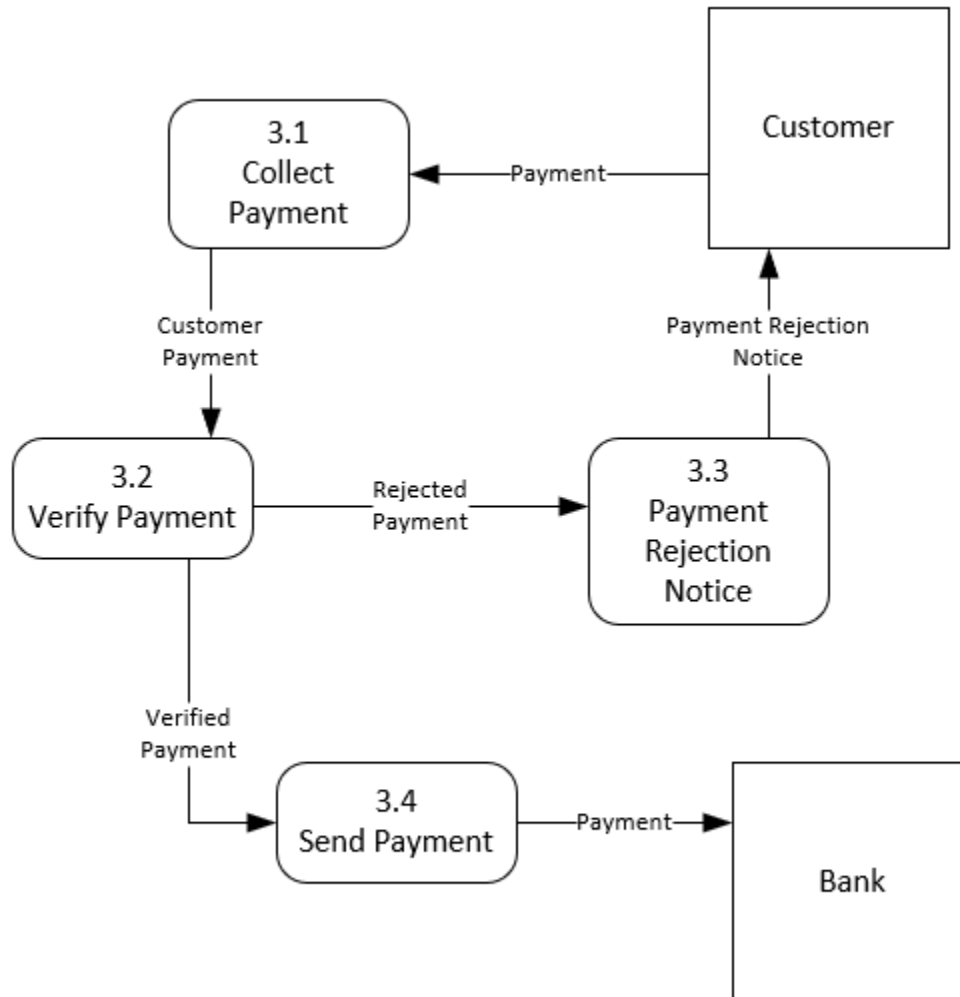 Customer
3.1
Collect
Payment
Payment
Customer
Payment
Payment Rejection
Notice
3.2
Verify Payment
Rejected
Payment
3.3
Payment
Rejection
Notice
Verified
Payment
3.4
Send Payment
Payment
Bank